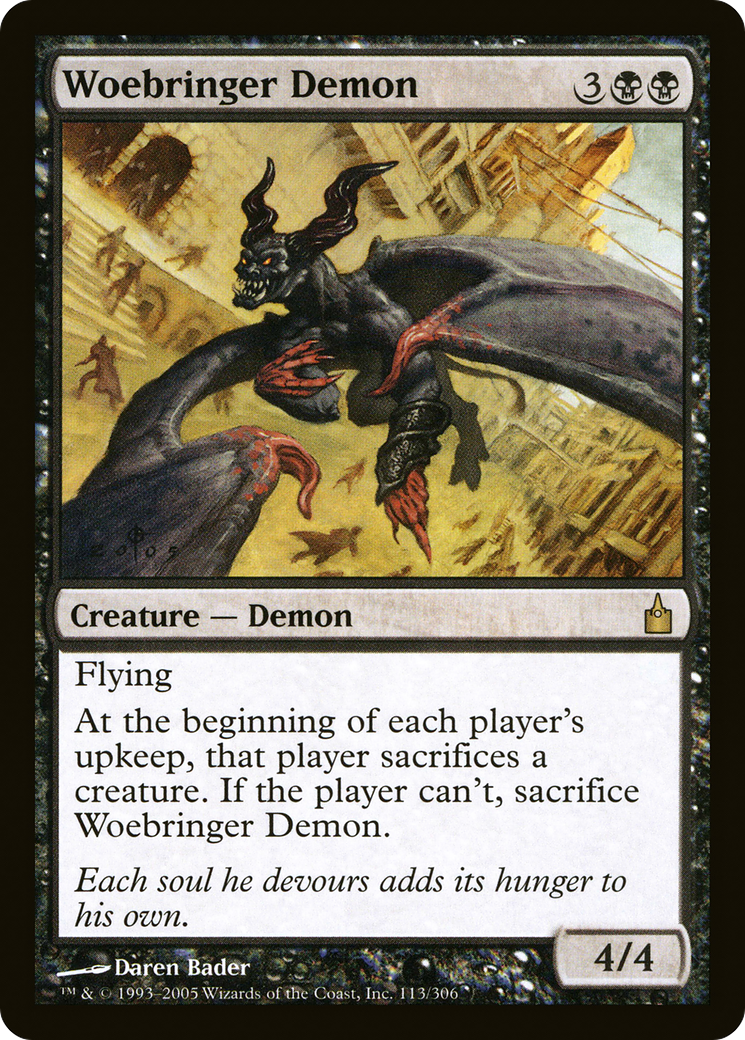 Woebringer Demon 3
2005
Creature — Demon
Flying
At the beginning of each player's
upkeep, that player sacrifices a
creature. If the player can't, sacrifice
Woebringer Demon.
Each soul he devours adds its hunger to
his own.
4/4
Daren Bader
™ & © 1993–2005 Wizards of the Coast, Inc. 113/306